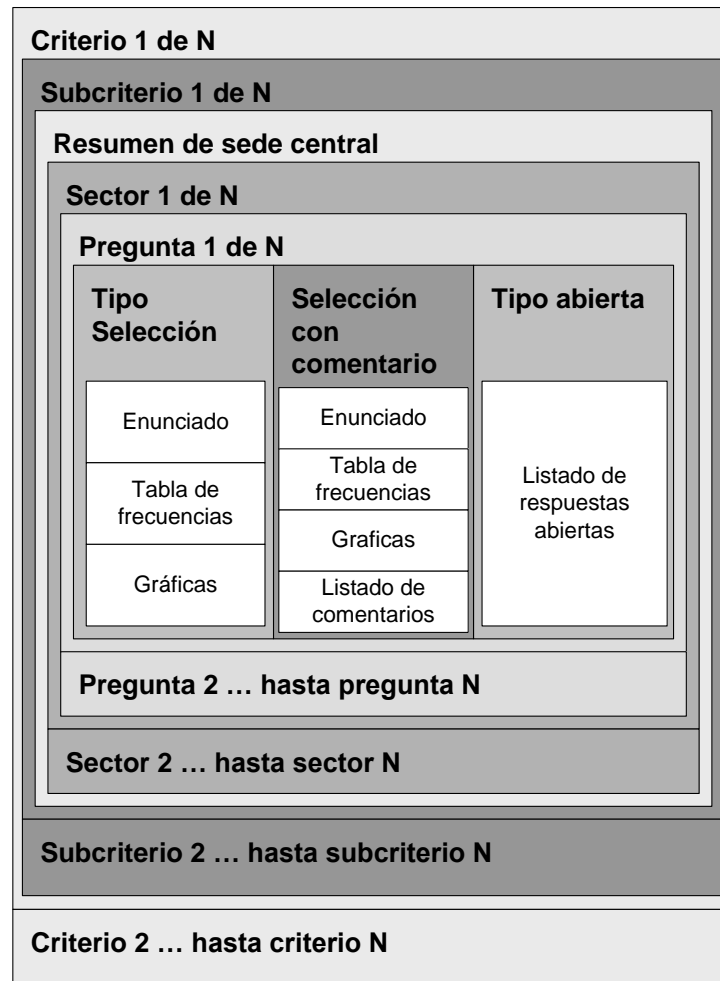 Criterio 1 de N
Subcriterio 1 de N
Resumen de sede central
Sector 1 de N
Pregunta 1 de N
Tipo
Selección
Enunciado
Tabla de
frecuencias
Gráficas
Selección
con
comentario
Enunciado
Tabla de
frecuencias
Graficas
Listado de
comentarios
Tipo abierta
Listado de
respuestas
abiertas
Pregunta 2 … hasta pregunta N
Sector 2 … hasta sector N
Subcriterio 2 … hasta subcriterio N
Criterio 2 … hasta criterio N